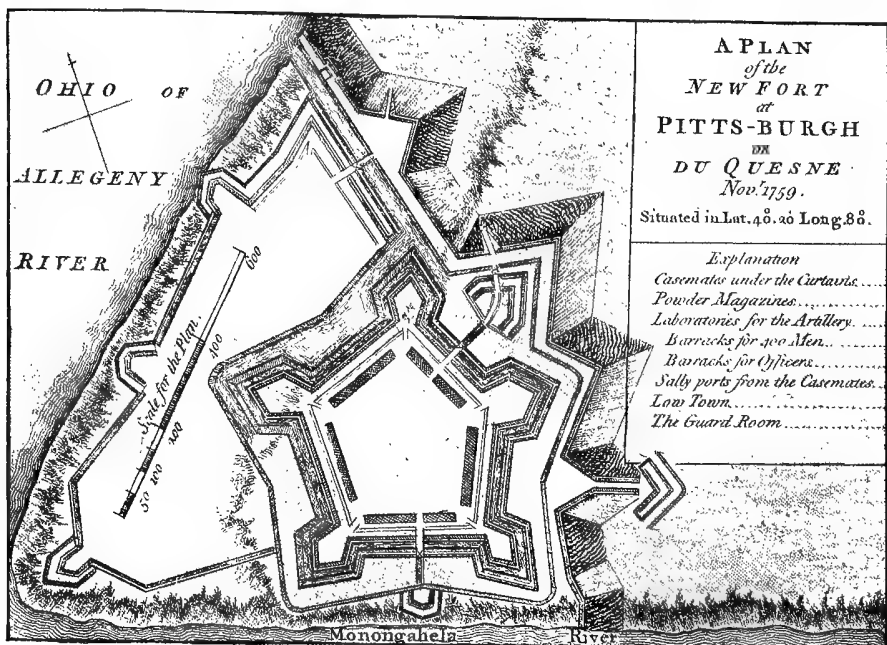 A PLAN
of the
NEW FORT
at
PITTS-BURGH
or
DU QUESNE
Novr. 1759.
Situated in Lat. 40. 20 Long. 80.
Explanation
Casemates under the Curtains....
Powder Magazines..............
Laboratories for the Artillery....
Barracks for 400 Men...
Barracks for Officers.......
Sally ports from the Casemates...
Low Town....................
The Guard Room.............
OHIO OF
ALLEGENY
RIVER
Scale for the Plan.
50 100 200 400 600
Monongahela River